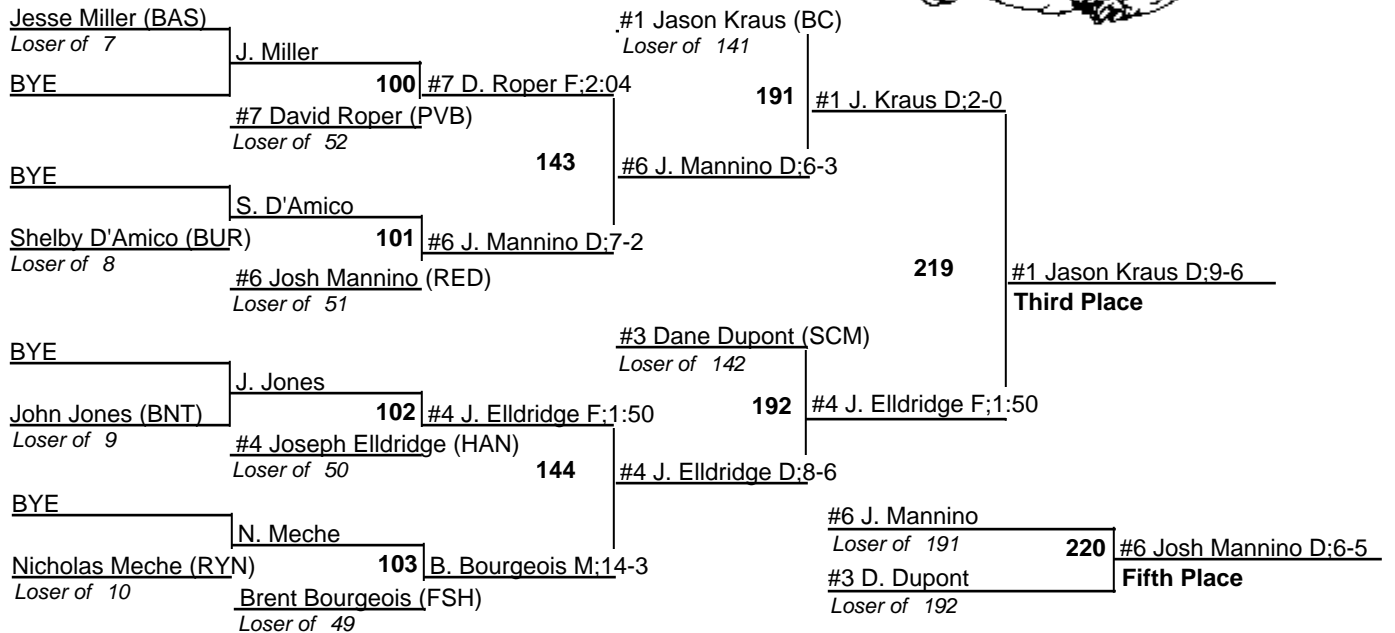 Jesse Miller (BAS)
Loser of 7
J. Miller
BYE
100 #7 D. Roper F;2:04
#7 David Roper (PVB)
Loser of 52
143
BYE
S. D'Amico
Shelby D'Amico (BUR)
Loser of 8
101 #6 J. Mannino D;7-2
#6 Josh Mannino (RED)
Loser of 51
#1 Jason Kraus (BC)
Loser of 141
191 #1 J. Kraus D;2-0
#6 J. Mannino D;6-3
219 #1 Jason Kraus D;9-6
Third Place
BYE
J. Jones
John Jones (BNT)
Loser of 9
102 #4 J. Elldridge F;1:50
#4 Joseph Elldridge (HAN)
Loser of 50
144 #4 J. Elldridge D;8-6
#3 Dane Dupont (SCM)
Loser of 142
192 #4 J. Elldridge F;1:50
BYE
N. Meche
Nicholas Meche (RYN)
Loser of 10
103 B. Bourgeois M;14-3
Brent Bourgeois (FSH)
Loser of 49
#6 J. Mannino
Loser of 191
220 #6 Josh Mannino D;6-5
#3 D. Dupont
Fifth Place
Loser of 192